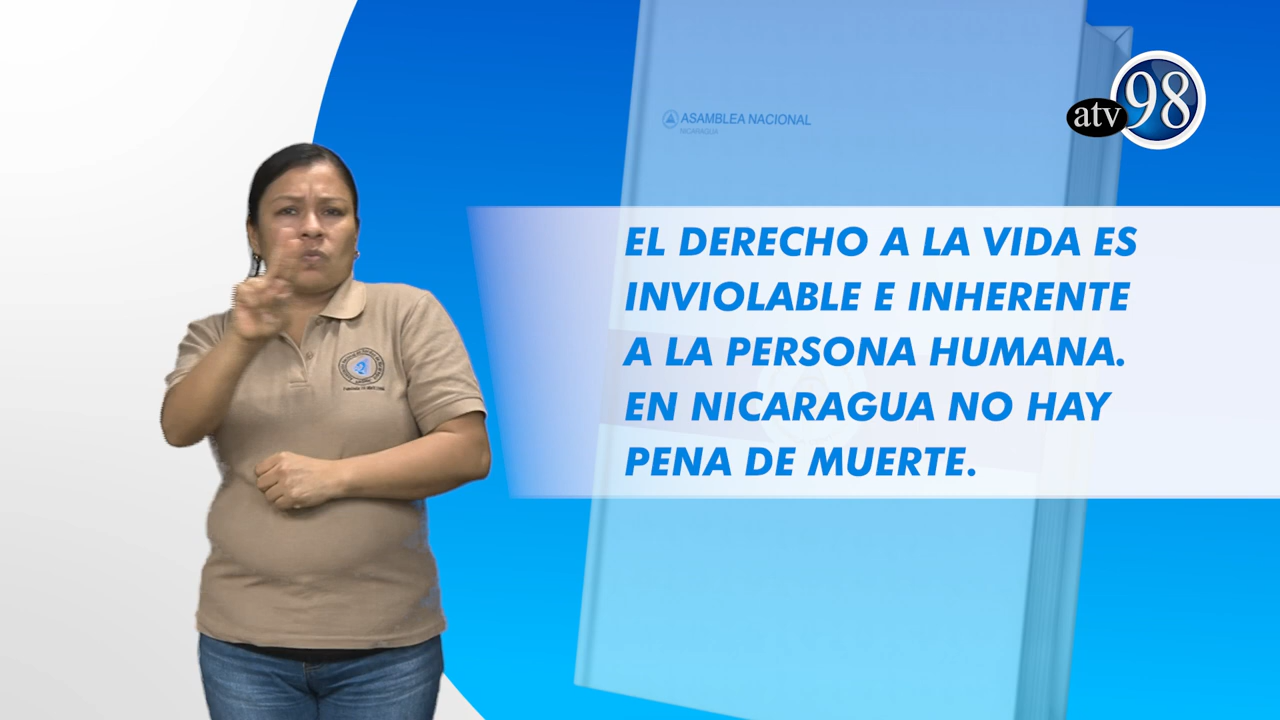 ASAMBLEA NACIONAL
NICARAGUA
atv 98
EL DERECHO A LA VIDA ES
INVIOLABLE E INHERENTE
A LA PERSONA HUMANA.
EN NICARAGUA NO HAY
PENA DE MUERTE.